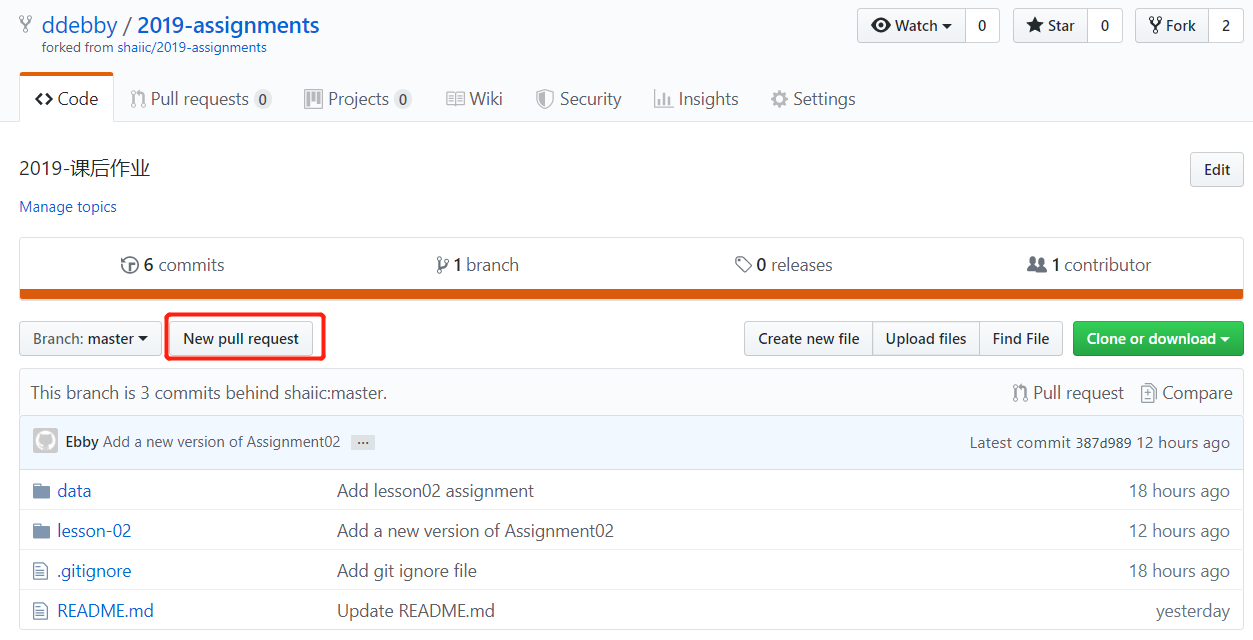 ddebby / 2019-assignments
forked from shaiic/2019-assignments
Watch 0 Star 0 Fork 2
Code Pull requests 0 Projects 0 Wiki Security Insights Settings
2019-课后作业
Edit
Manage topics
6 commits 1 branch 0 releases 1 contributor
Branch: master New pull request Create new file Upload files Find File Clone or download
This branch is 3 commits behind shaiic:master. Pull request Compare
Ebby Add a new version of Assignment02 ... Latest commit 387d989 12 hours ago
data Add lesson02 assignment 18 hours ago
lesson-02 Add a new version of Assignment02 12 hours ago
.gitignore Add git ignore file 18 hours ago
README.md Update README.md yesterday